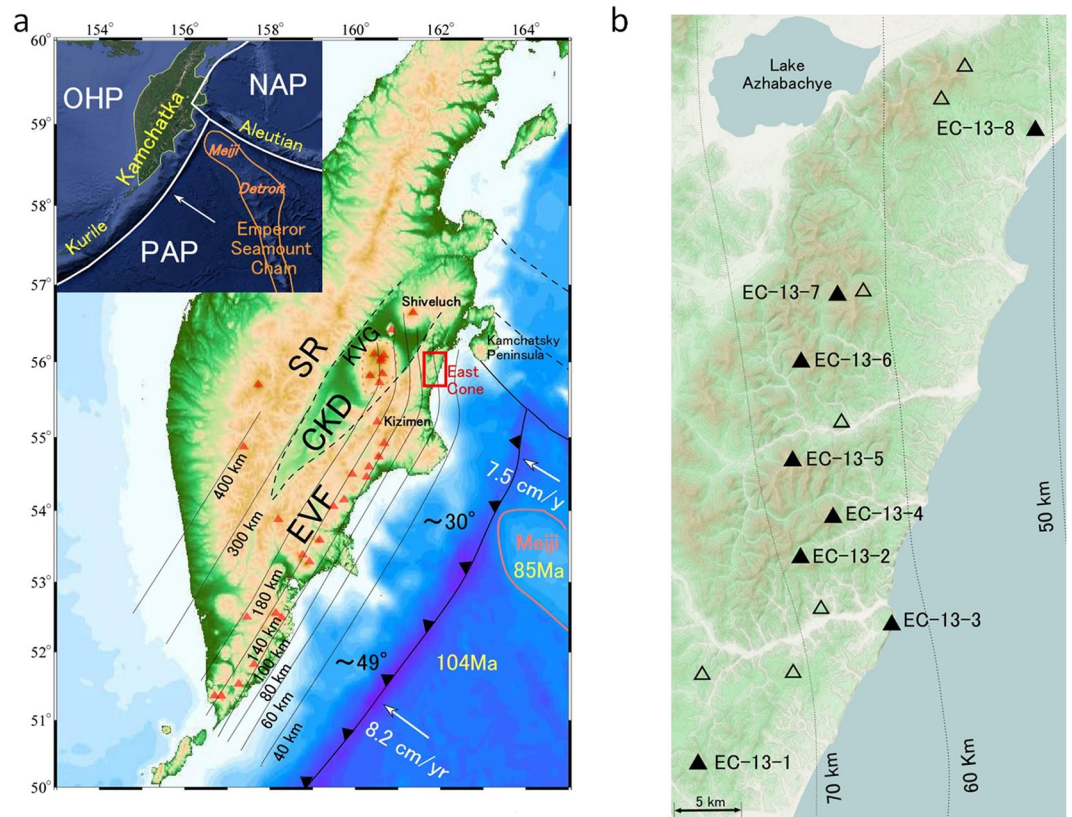 a
154° 156° 158° 160° 162° 164°
60°
59°
58°
57°
56°
55°
54°
53°
52°
51°
50°
OHP
NAP
Kamchatka
Aleutian
Meiji
Detroit
Kurile
PAP
Emperor
Seamount
Chain
Shiveluch
SR
KVG
Kamchatsky
Peninsula
East
Cone
CKD
Kizimen
EVF
400 km
300 km
180 km
140 km
100 km
80 km
60 km
40 km
7.5 cm/y
~30°
Meiji
85Ma
~49°
104Ma
8.2 cm/yr
b
Lake
Azhabachye
EC-13-8
EC-13-7
EC-13-6
EC-13-5
EC-13-4
EC-13-2
EC-13-3
EC-13-1
50 km
60 Km
70 km
5 km